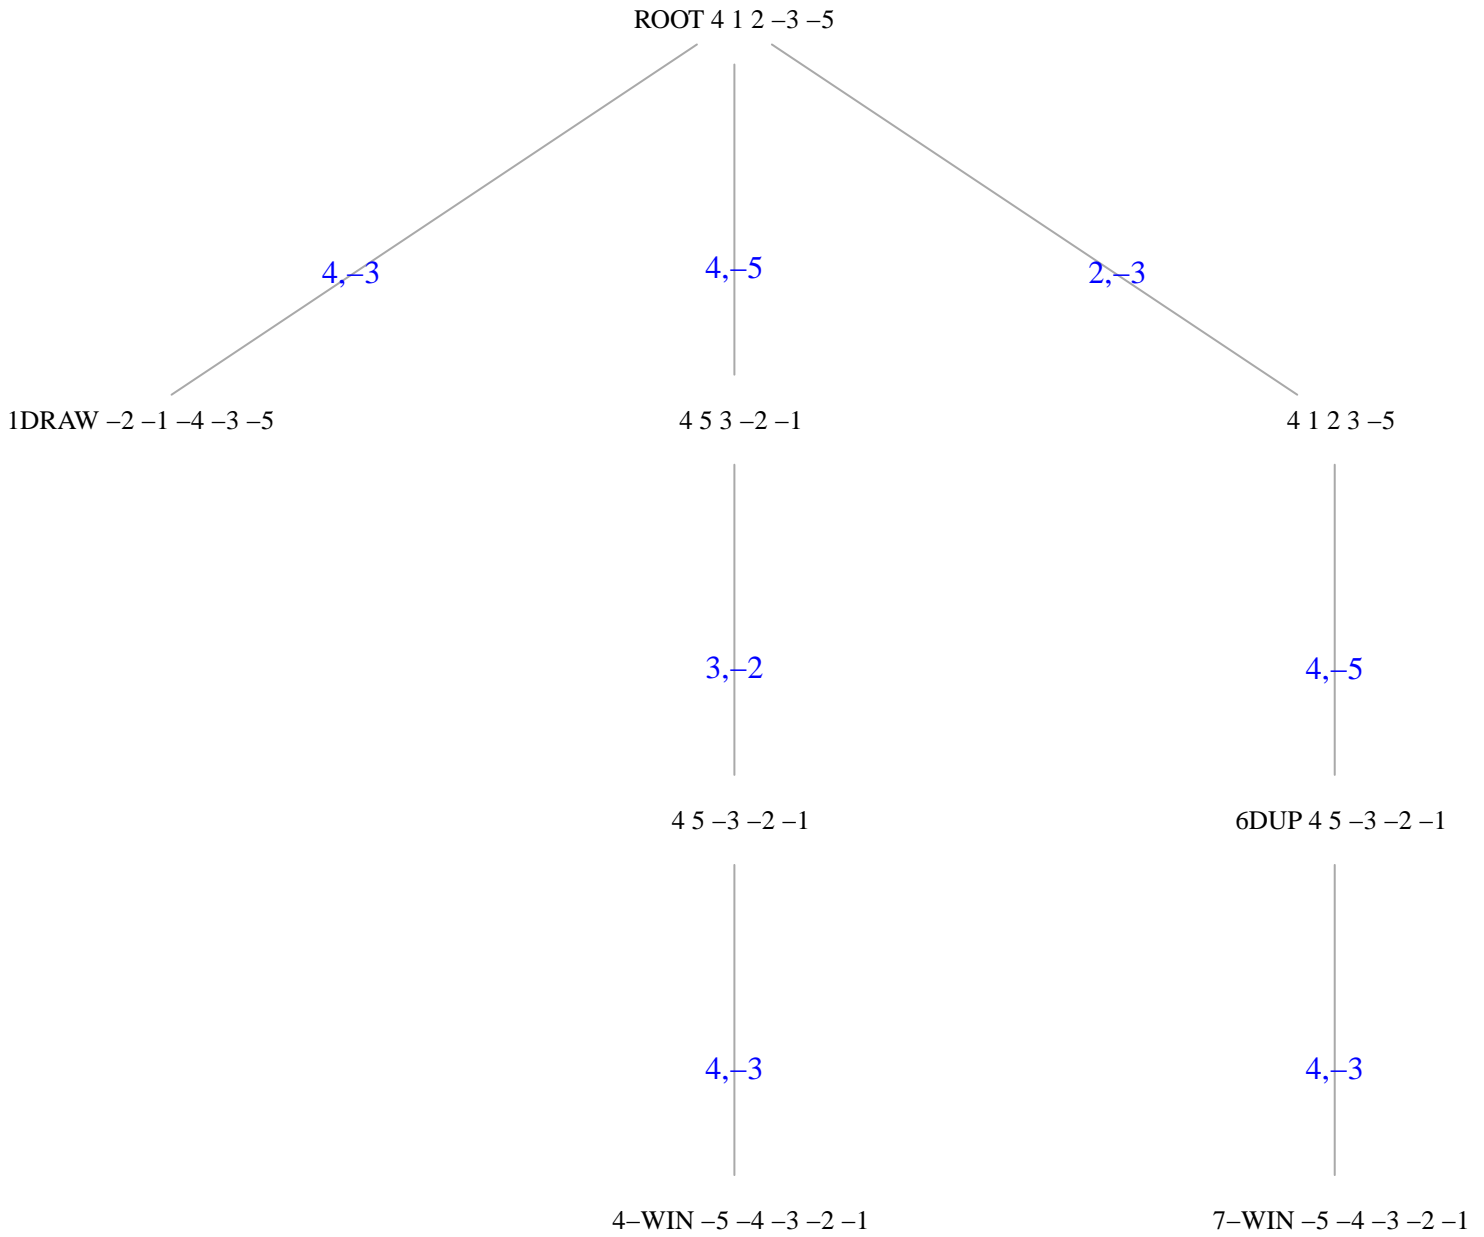 ROOT 4 1 2 –3 –5
4,–3
4,–5
2,–3
1DRAW –2 –1 –4 –3 –5
4 5 3 –2 –1
4 1 2 3 –5
3,–2
4,–5
4 5 –3 –2 –1
6DUP 4 5 –3 –2 –1
4,–3
4,–3
4–WIN –5 –4 –3 –2 –1
7–WIN –5 –4 –3 –2 –1